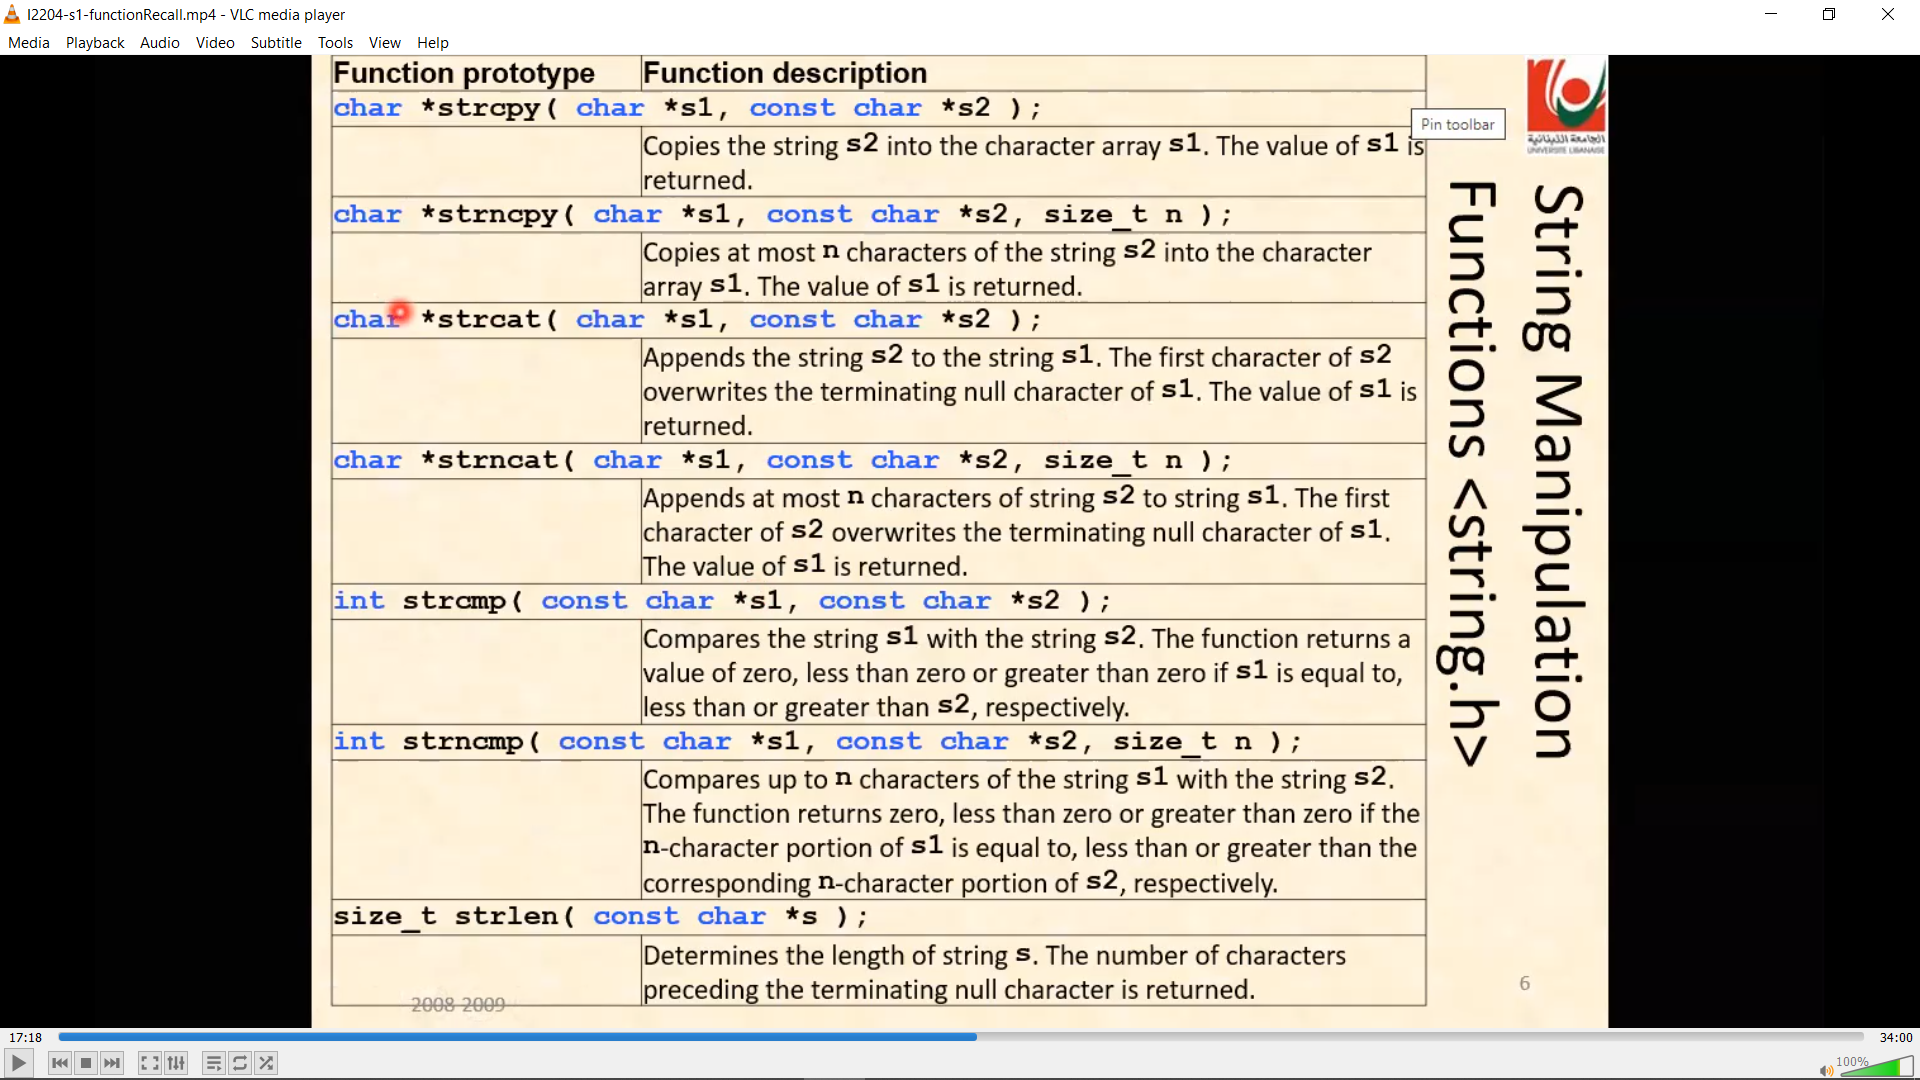 I2204-s1-functionRecall.mp4 - VLC media player
Media Playback Audio Video Subtitle Tools View Help
Function prototype Function description
char *strcpy( char *s1, const char *s2 );
Copies the string s2 into the character array s1. The value of s1 is
returned.
char *strncpy( char *s1, const char *s2, size_t n );
Copies at most n characters of the string s2 into the character
array s1. The value of s1 is returned.
char *strcat( char *s1, const char *s2 );
Appends the string s2 to the string s1. The first character of s2
overwrites the terminating null character of s1. The value of s1 is
returned.
char *strncat( char *s1, const char *s2, size_t n );
Appends at most n characters of string s2 to string s1. The first
character of s2 overwrites the terminating null character of s1.
The value of s1 is returned.
int strcmp( const char *s1, const char *s2 );
Compares the string s1 with the string s2. The function returns a
value of zero, less than zero or greater than zero if s1 is equal to,
less than or greater than s2, respectively.
int strncmp( const char *s1, const char *s2, size_t n );
Compares up to n characters of the string s1 with the string s2.
The function returns zero, less than zero or greater than zero if the
n-character portion of s1 is equal to, less than or greater than the
corresponding n-character portion of s2, respectively.
size_t strlen( const char *s );
Determines the length of string s. The number of characters
preceding the terminating null character is returned.
2008-2009
Pin toolbar
الجامعة اللبنانية
UNIVERSITE LIBANAISE
String Manipulation
Functions <string.h>
6
17:18
34:00
100%